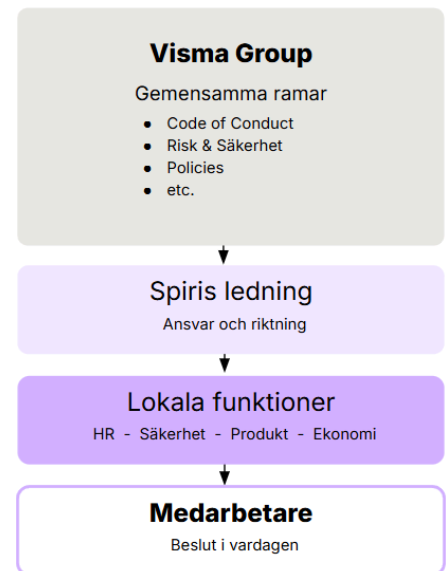 Visma Group
Gemensamma ramar
● Code of Conduct
● Risk & Säkerhet
● Policies
● etc.
Spiris ledning
Ansvar och riktning
Lokala funktioner
HR - Säkerhet - Produkt - Ekonomi
Medarbetare
Beslut i vardagen